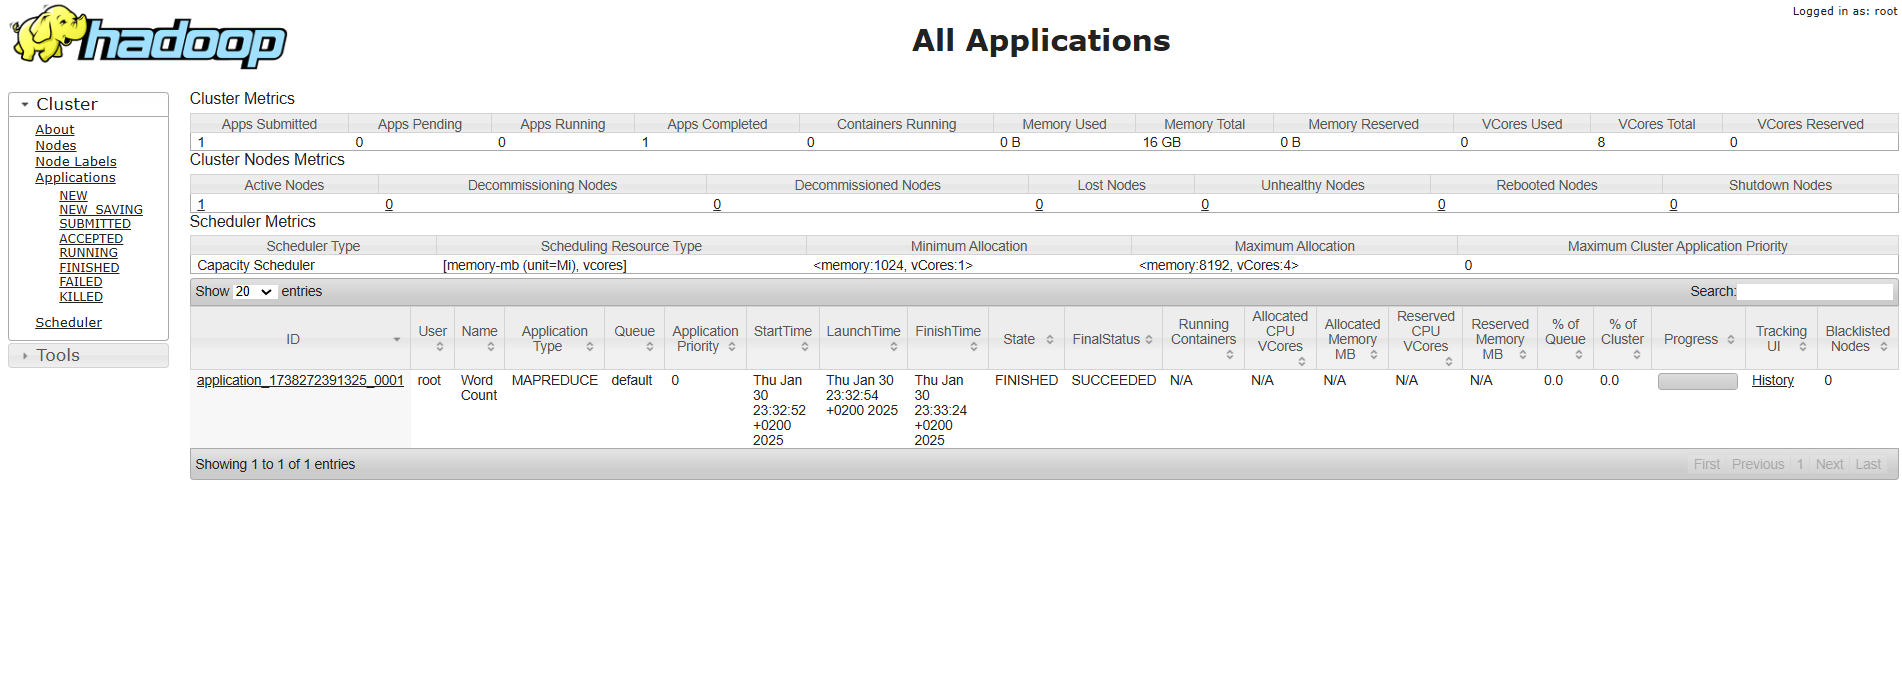 hadoop
Logged in as: root
All Applications
Cluster
About
Nodes
Node Labels
Applications
NEW
NEW_SAVING
SUBMITTED
ACCEPTED
RUNNING
FINISHED
FAILED
KILLED
Scheduler
Tools
Cluster Metrics
Apps Submitted Apps Pending Apps Running Apps Completed Containers Running Memory Used Memory Total Memory Reserved VCores Used VCores Total VCores Reserved
1 0 0 1 0 0 B 16 GB 0 B 0 8 0
Cluster Nodes Metrics
Active Nodes Decommissioning Nodes Decommissioned Nodes Lost Nodes Unhealthy Nodes Rebooted Nodes Shutdown Nodes
1 0 0 0 0 0 0
Scheduler Metrics
Scheduler Type Scheduling Resource Type Minimum Allocation Maximum Allocation Maximum Cluster Application Priority
Capacity Scheduler [memory-mb (unit=Mi), vcores] <memory:1024, vCores:1> <memory:8192, vCores:4> 0
Show 20 entries Search:
ID User Name Application Type Queue Application Priority StartTime LaunchTime FinishTime State FinalStatus Running Containers Allocated CPU VCores Allocated Memory MB Reserved CPU VCores Reserved Memory MB % of Queue % of Cluster Progress Tracking UI Blacklisted Nodes
application_1738272391325_0001 root Word Count MAPREDUCE default 0 Thu Jan 30 23:32:52 +0200 2025 Thu Jan 30 23:32:54 +0200 2025 Thu Jan 30 23:33:24 +0200 2025 FINISHED SUCCEEDED N/A N/A N/A N/A N/A 0.0 0.0 History 0
Showing 1 to 1 of 1 entries First Previous 1 Next Last